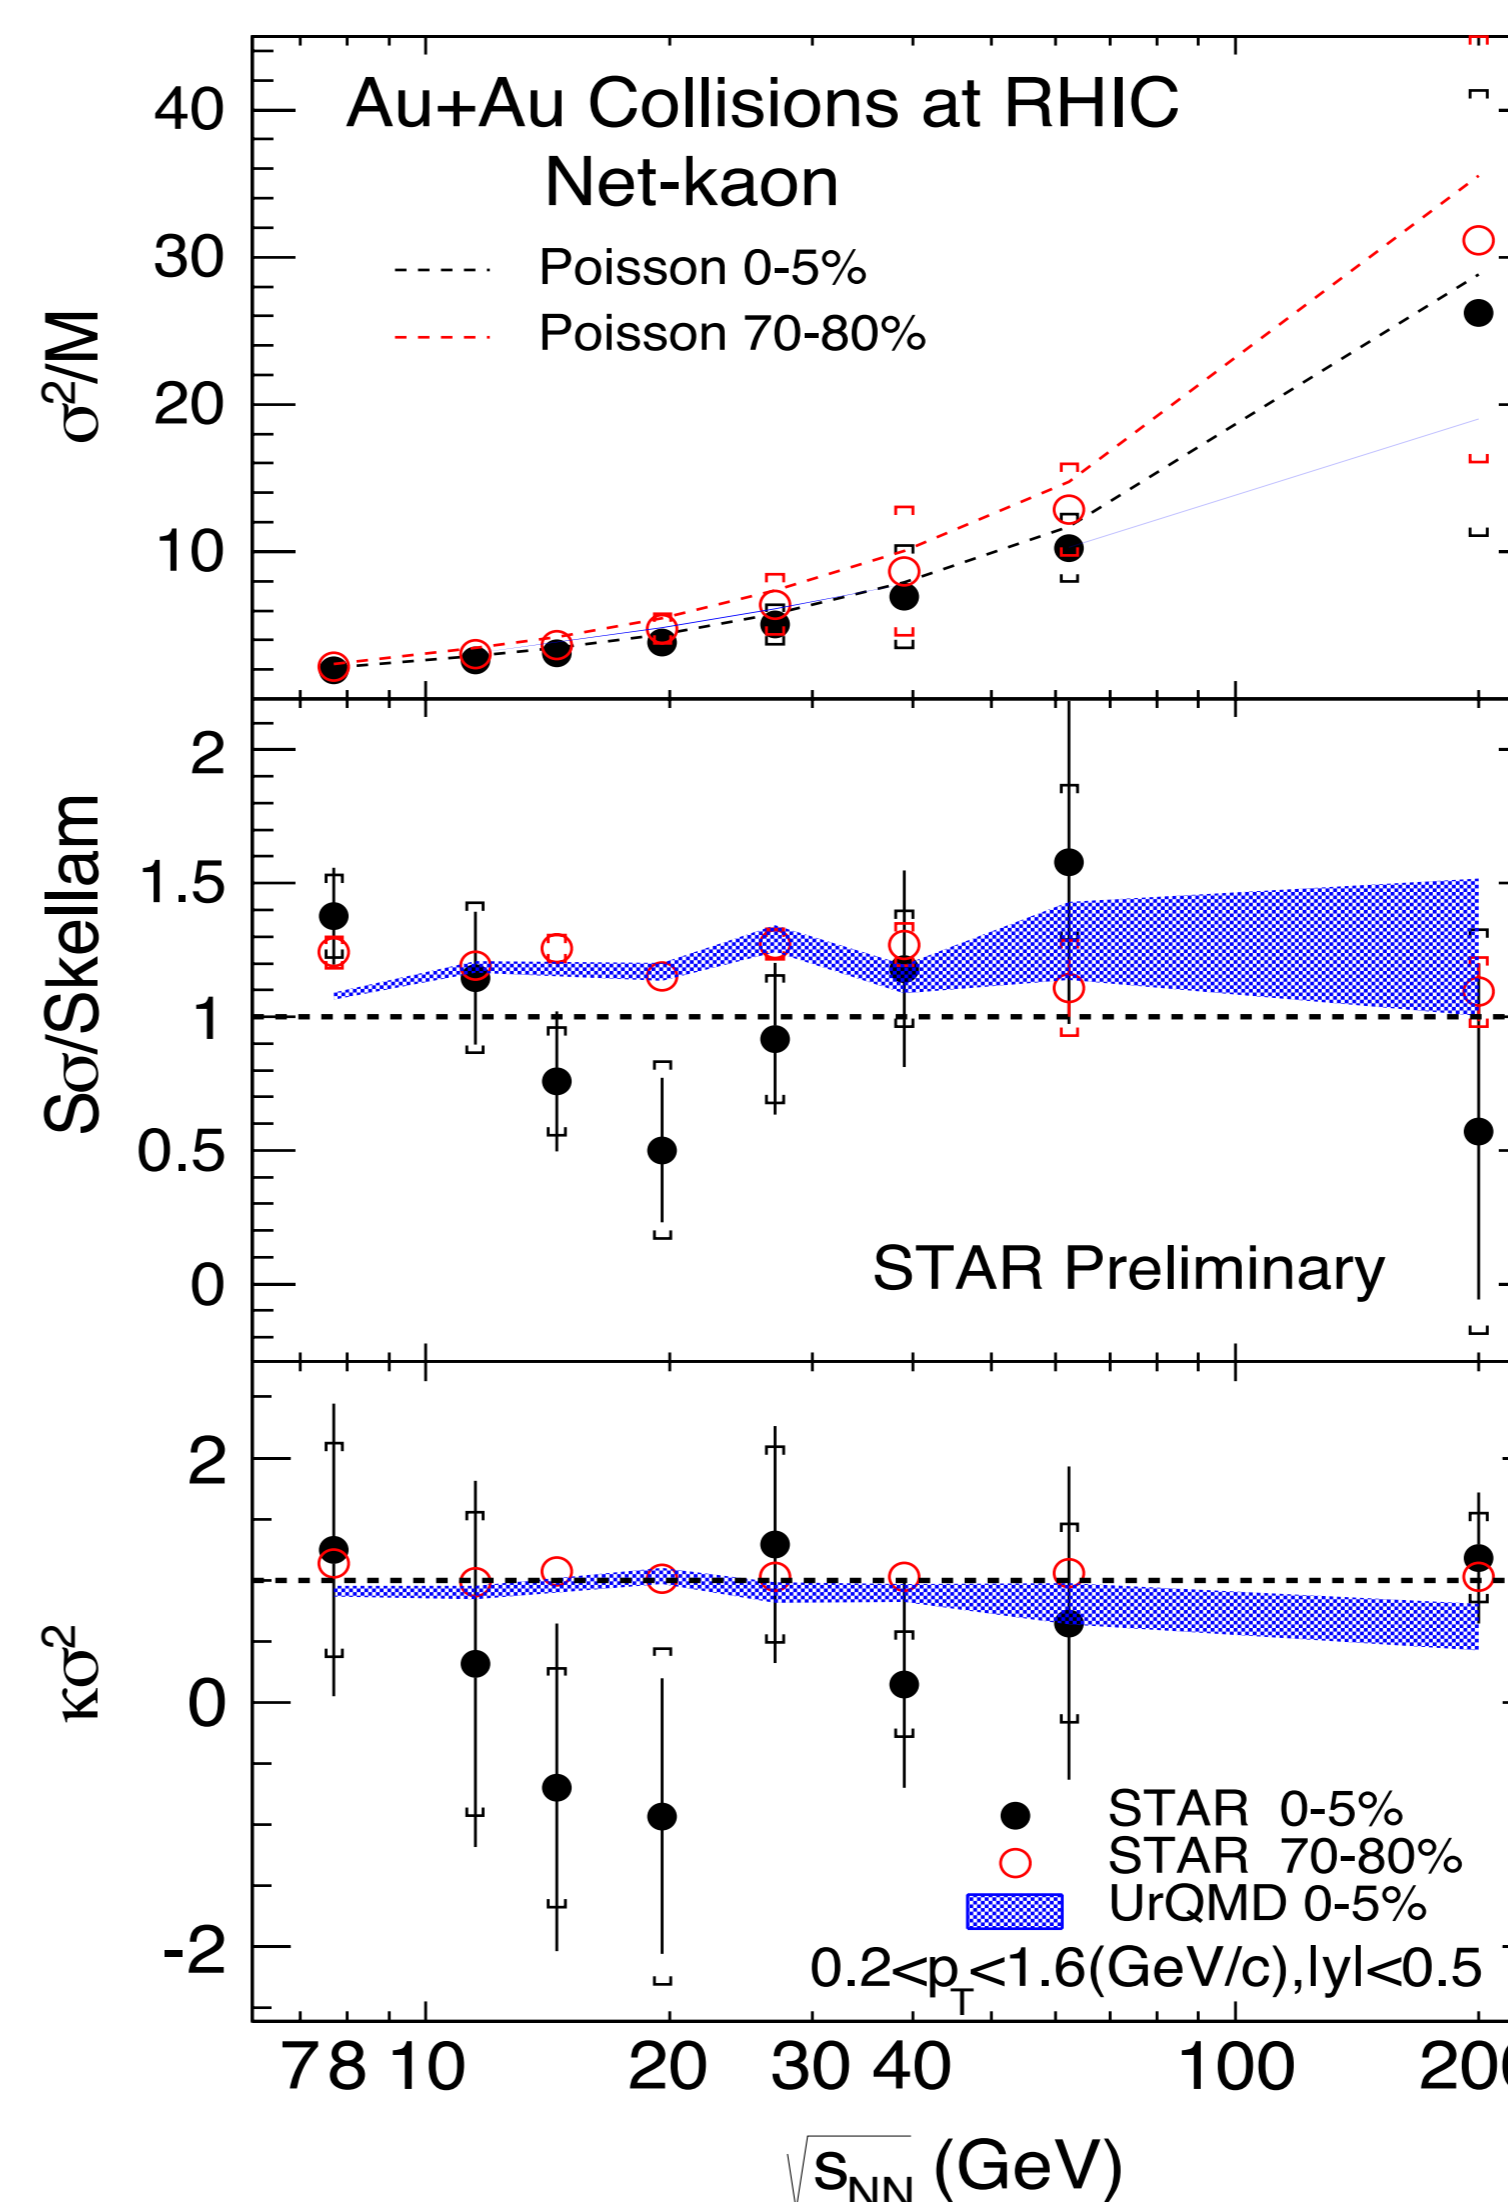 Au+Au Collisions at RHIC
Net-kaon
Poisson 0-5%
Poisson 70-80%
40
30
20
10
σ²/M
2
1.5
1
0.5
0
Sσ/Skellam
STAR Preliminary
2
0
-2
κσ²
STAR 0-5%
STAR 70-80%
UrQMD 0-5%
0.2<p_T<1.6(GeV/c),|y|<0.5
7 8 10 20 30 40 100 200
√s_NN (GeV)